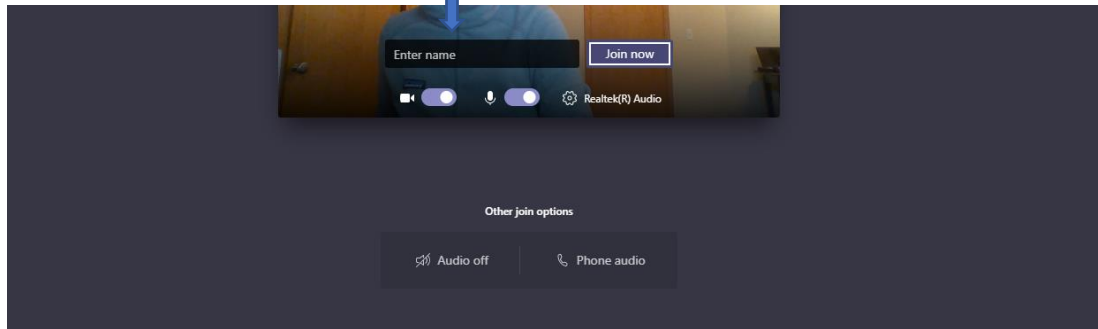 Enter name
Join now
Realtek(R) Audio
Other join options
Audio off
Phone audio